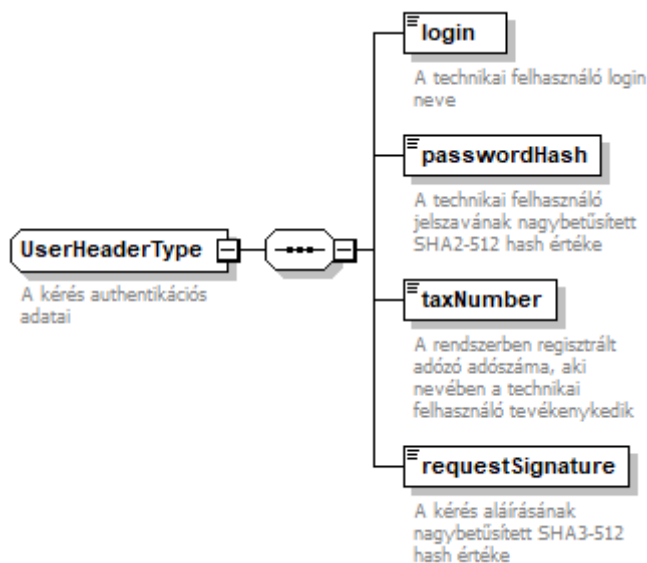 login
A technikai felhasználó login
neve
passwordHash
A technikai felhasználó
jelszavának nagybetűsített
SHA2-512 hash értéke
UserHeaderType
A kérés authentikációs
adatai
taxNumber
A rendszerben regisztrált
adózó adószáma, aki
nevében a technikai
felhasználó tevékenykedik
requestSignature
A kérés aláírásának
nagybetűsített SHA3-512
hash értéke